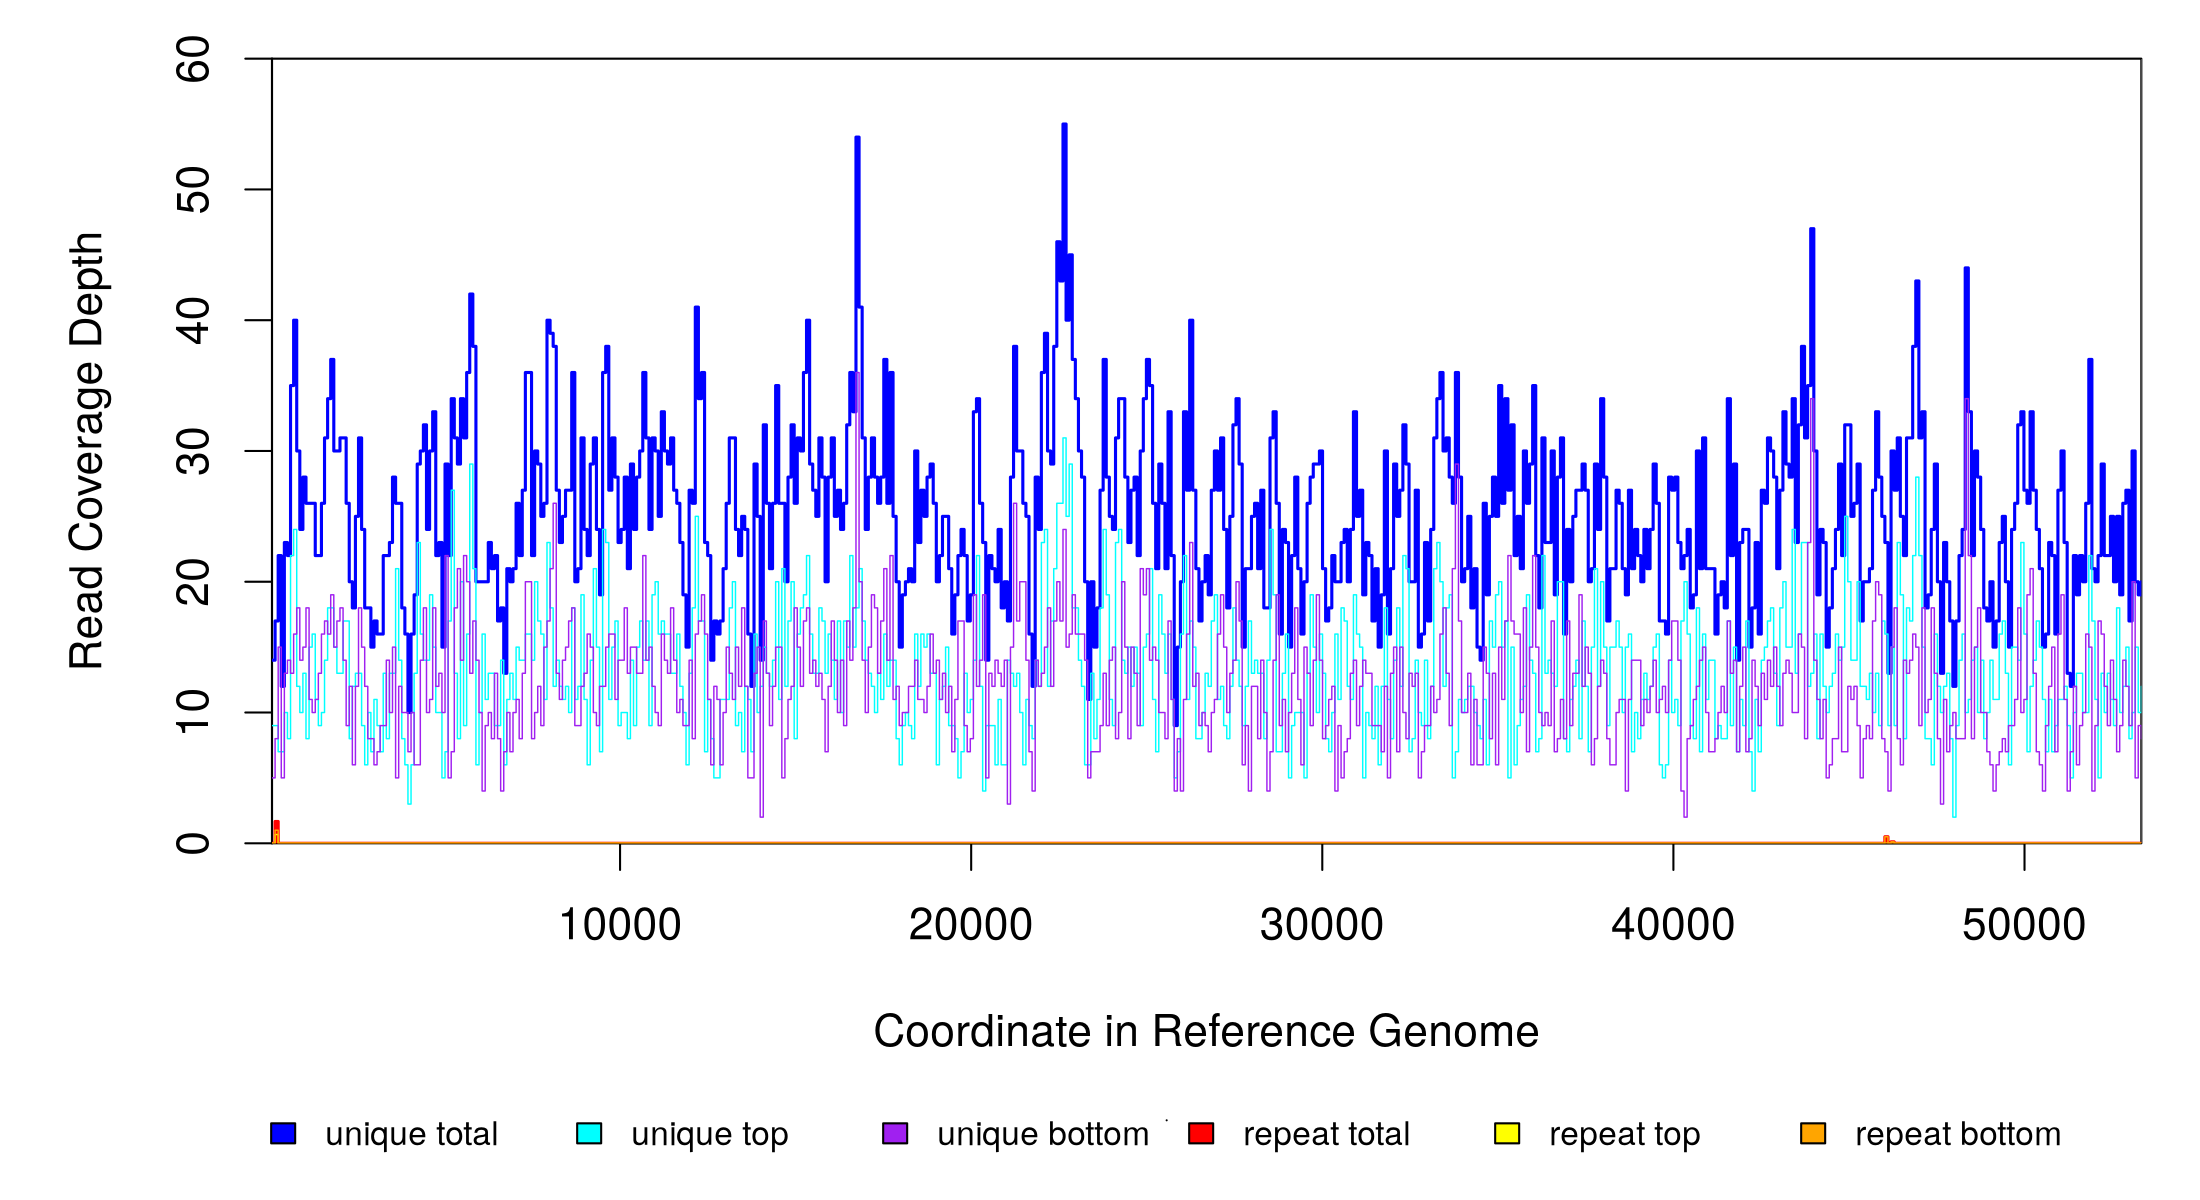 60
50
40
30
20
10
0
Read Coverage Depth
10000 20000 30000 40000 50000
Coordinate in Reference Genome
unique total unique top unique bottom repeat total repeat top repeat bottom